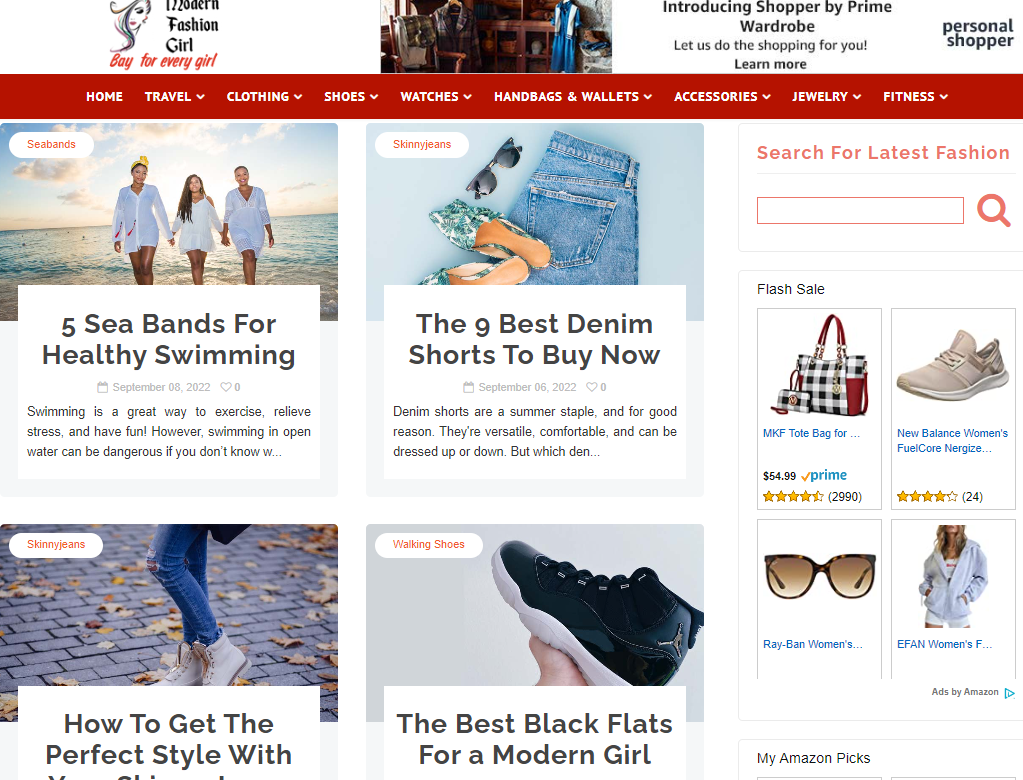 Modern
Fashion
Girl
Bay for every girl
Introducing Shopper by Prime
Wardrobe
Let us do the shopping for you!
Learn more
personal
shopper
HOME TRAVEL CLOTHING SHOES WATCHES HANDBAGS & WALLETS ACCESSORIES JEWELRY FITNESS
Seabands
5 Sea Bands For
Healthy Swimming
September 08, 2022 0
Swimming is a great way to exercise, relieve
stress, and have fun! However, swimming in open
water can be dangerous if you don’t know w...
Skinnyjeans
The 9 Best Denim
Shorts To Buy Now
September 06, 2022 0
Denim shorts are a summer staple, and for good
reason. They’re versatile, comfortable, and can be
dressed up or down. But which den...
Skinnyjeans
How To Get The
Perfect Style With
Walking Shoes
The Best Black Flats
For a Modern Girl
Search For Latest Fashion
Flash Sale
MKF Tote Bag for ...
$54.99 prime
(2990)
New Balance Women's
FuelCore Nergize...
(24)
Ray-Ban Women's...
EFAN Women's F...
Ads by Amazon
My Amazon Picks